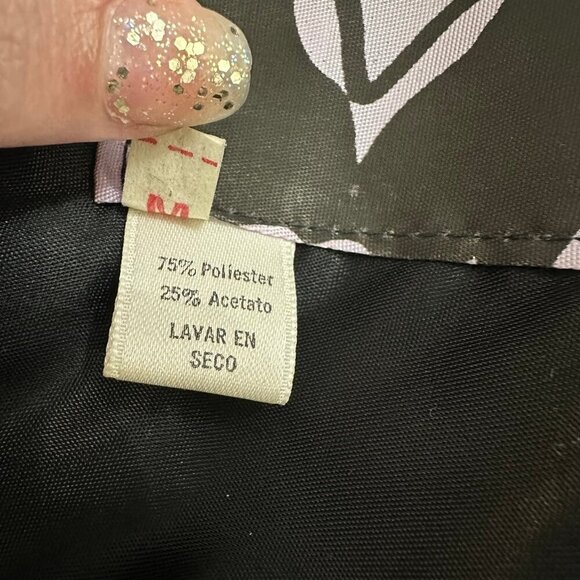 M
75% Poliester
25% Acetato
LAVAR EN
SECO